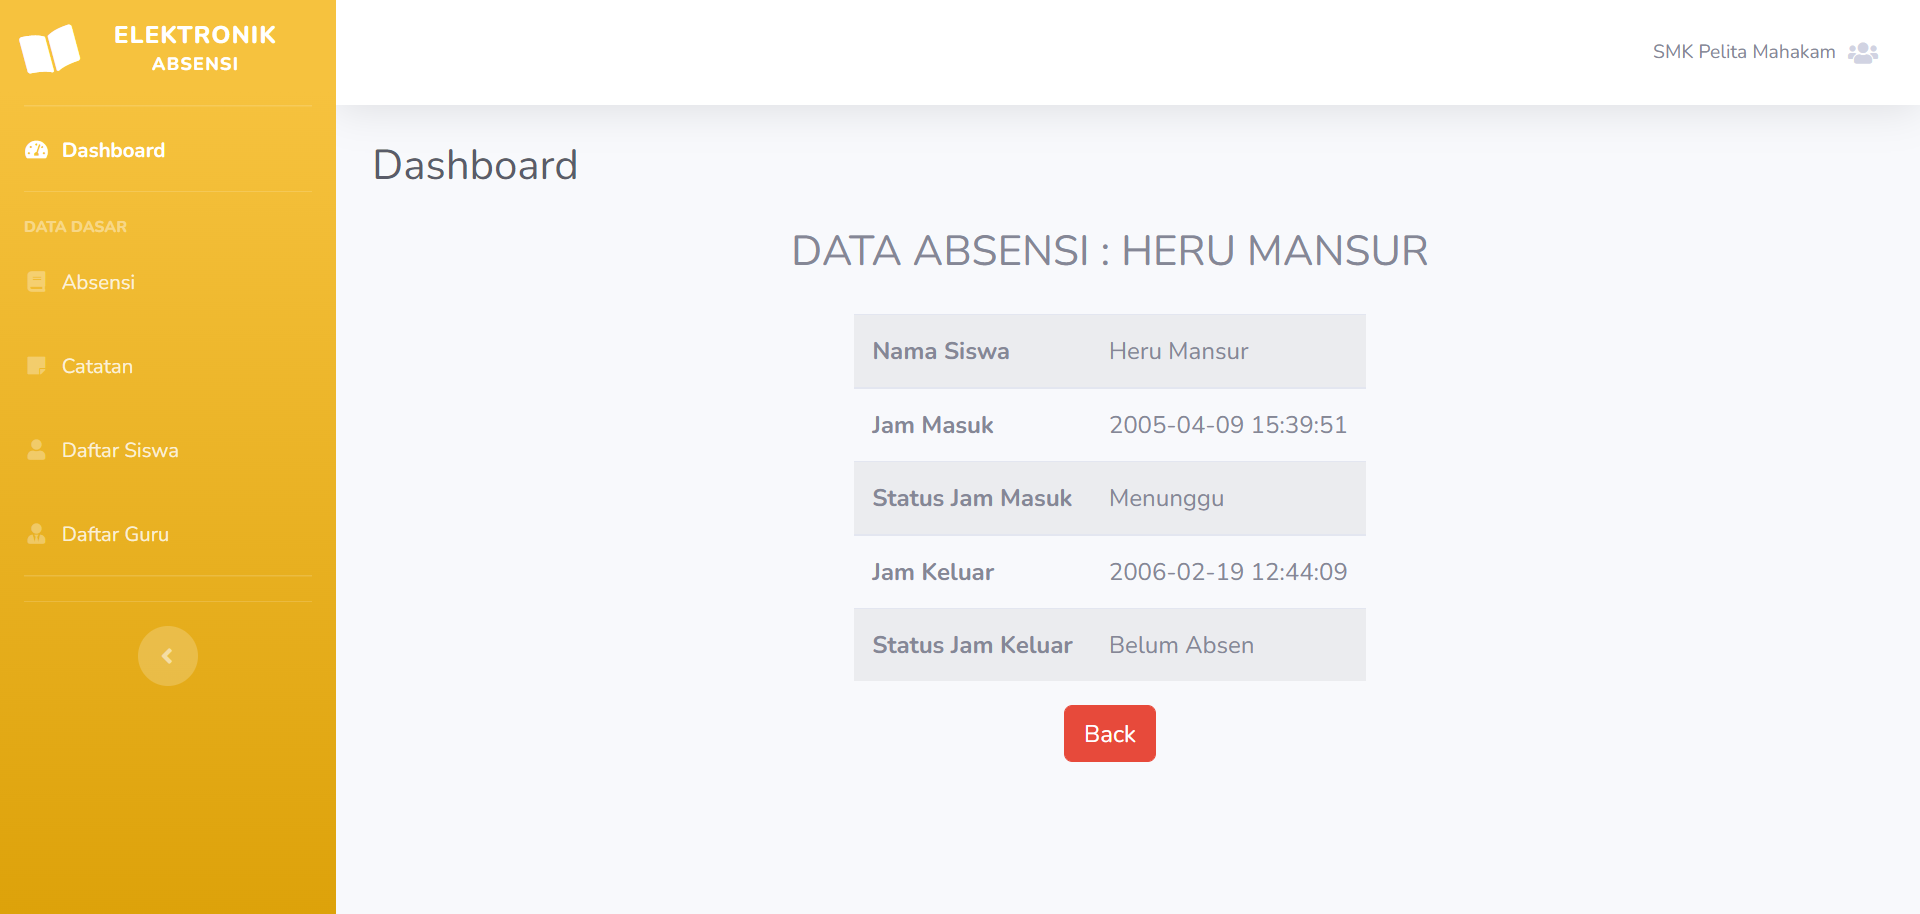 ELEKTRONIK
ABSENSI
SMK Pelita Mahakam
Dashboard
DATA DASAR
Absensi
Catatan
Daftar Siswa
Daftar Guru
Dashboard
DATA ABSENSI : HERU MANSUR
Nama Siswa Heru Mansur
Jam Masuk 2005-04-09 15:39:51
Status Jam Masuk Menunggu
Jam Keluar 2006-02-19 12:44:09
Status Jam Keluar Belum Absen
Back